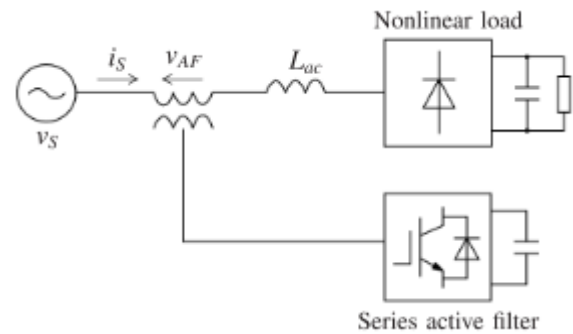 Nonlinear load
i_S
v_AF
L_ac
v_S
Series active filter